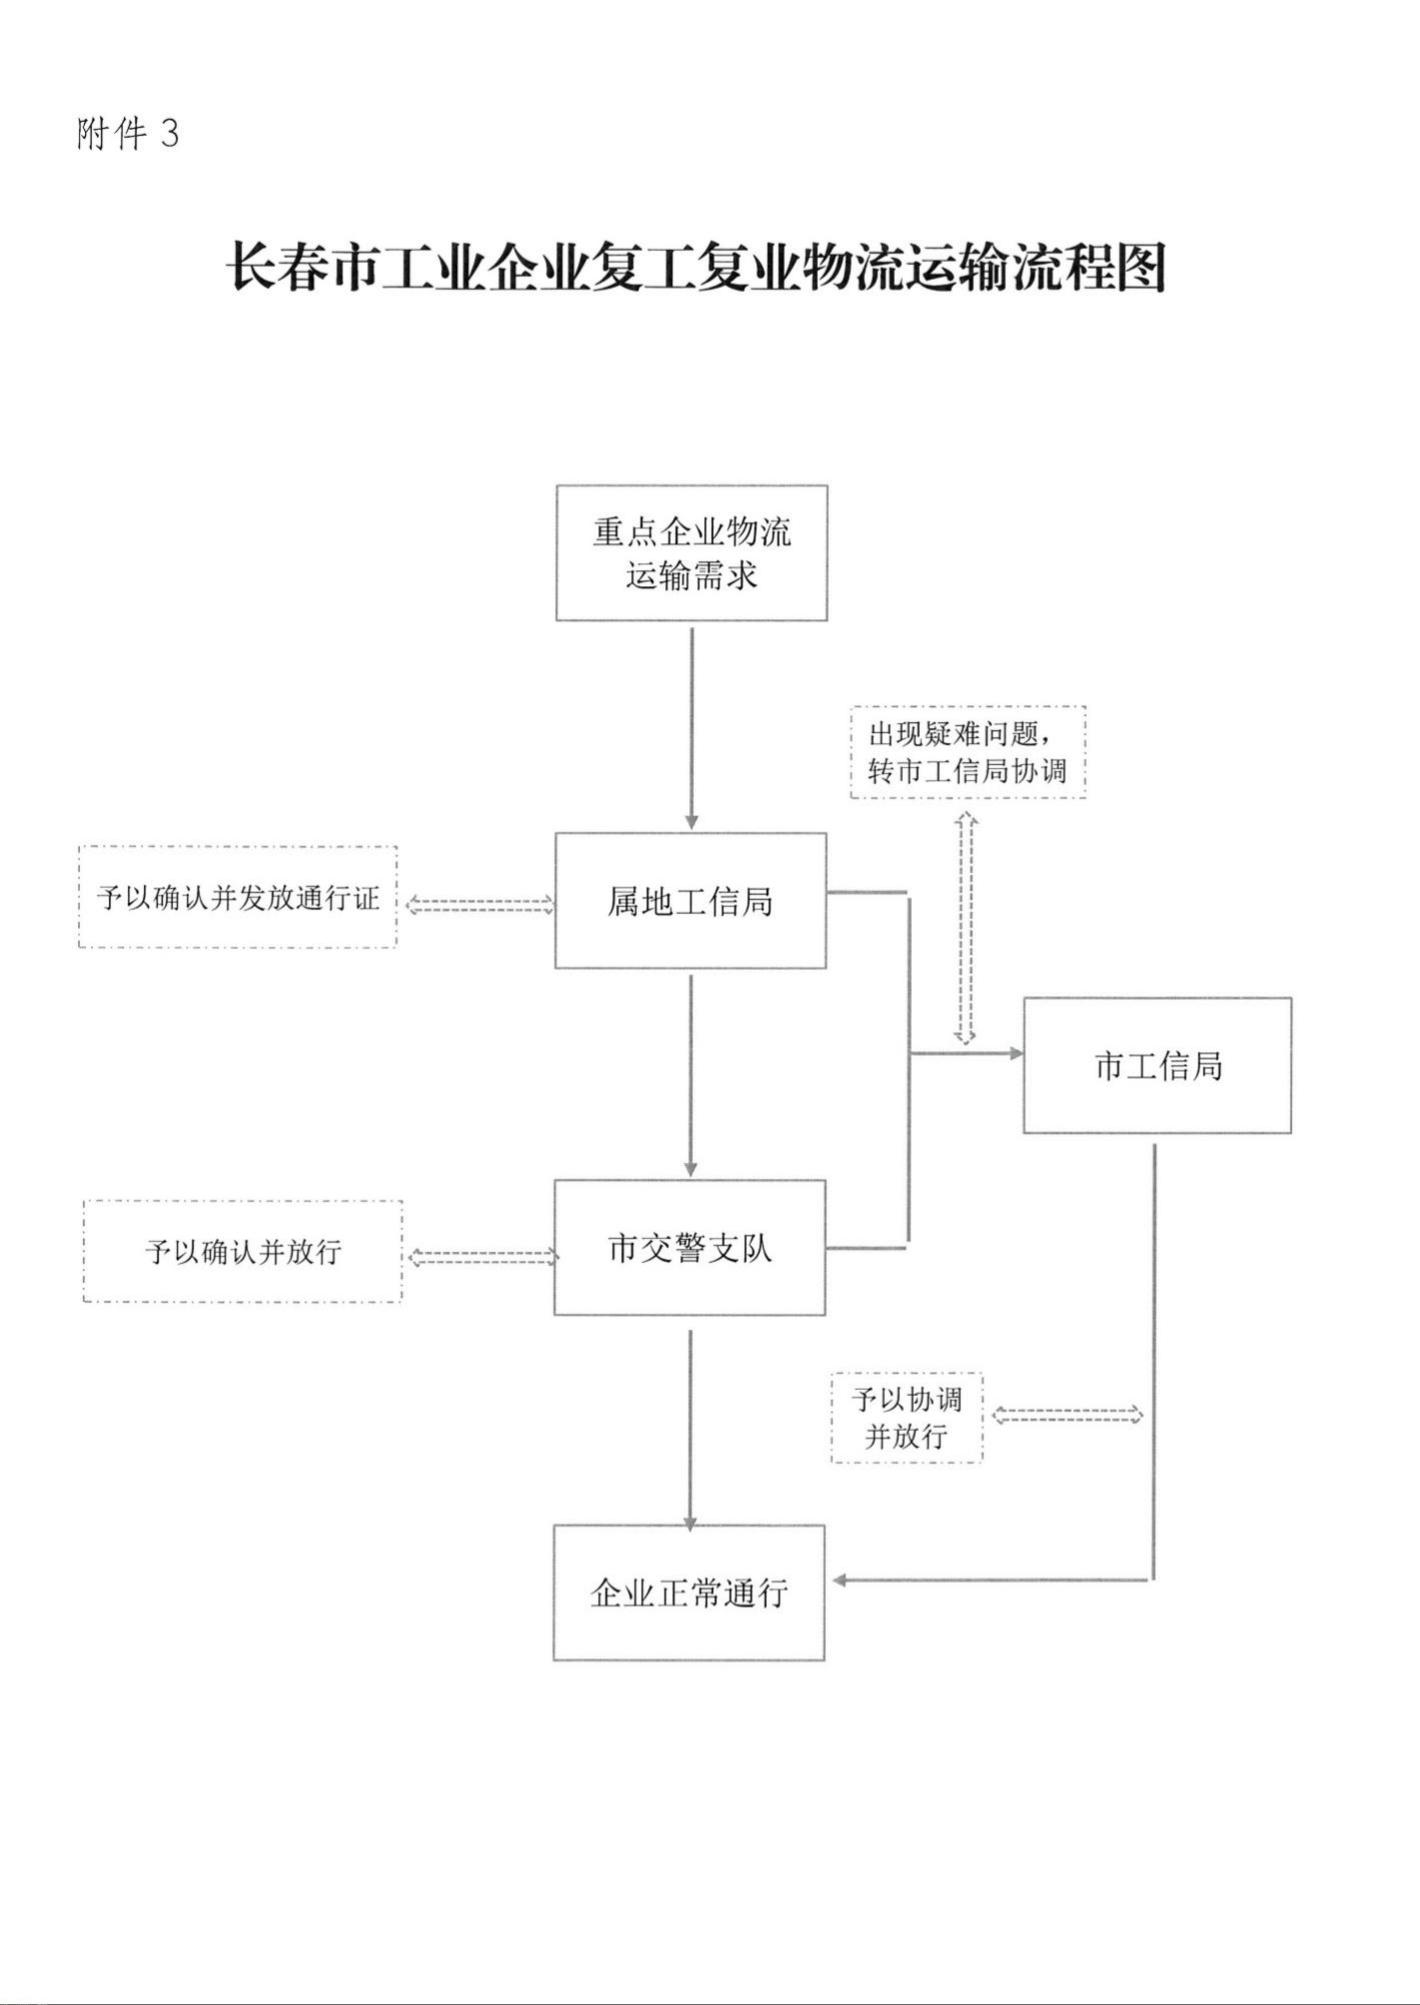 附件 3
长春市工业企业复工复业物流运输流程图
重点企业物流
运输需求
出现疑难问题，
转市工信局协调
予以确认并发放通行证
属地工信局
市工信局
予以确认并放行
市交警支队
予以协调
并放行
企业正常通行